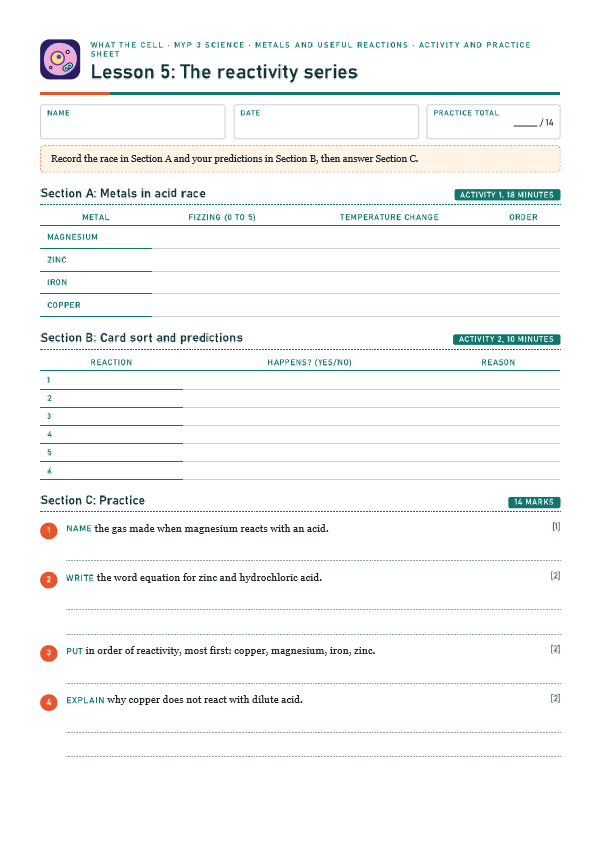 WHAT THE CELL · MYP 3 SCIENCE · METALS AND USEFUL REACTIONS · ACTIVITY AND PRACTICE
SHEET
Lesson 5: The reactivity series
NAME
DATE
PRACTICE TOTAL
_____ / 14
Record the race in Section A and your predictions in Section B, then answer Section C.
Section A: Metals in acid race
ACTIVITY 1, 18 MINUTES
METAL FIZZING (0 TO 5) TEMPERATURE CHANGE ORDER
MAGNESIUM
ZINC
IRON
COPPER
Section B: Card sort and predictions
ACTIVITY 2, 10 MINUTES
REACTION HAPPENS? (YES/NO) REASON
1
2
3
4
5
6
Section C: Practice
14 MARKS
1 NAME the gas made when magnesium reacts with an acid. [1]
2 WRITE the word equation for zinc and hydrochloric acid. [2]
3 PUT in order of reactivity, most first: copper, magnesium, iron, zinc. [2]
4 EXPLAIN why copper does not react with dilute acid. [2]